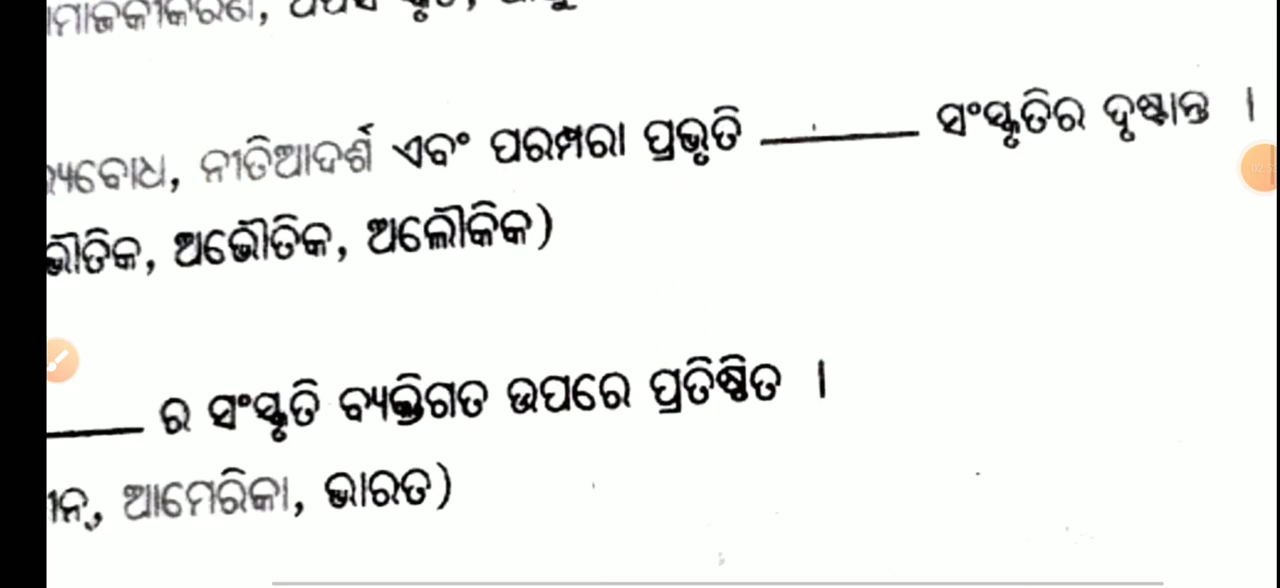 ମୂଲ୍ୟବୋଧ, ନୀତିଆଦର୍ଶ ଏବଂ ପରମ୍ପରା ପ୍ରଭୃତି ______ ସଂସ୍କୃତିର ଦୃଷ୍ଟାନ୍ତ ।
ଭୌତିକ, ଅଭୌତିକ, ଅଲୌକିକ)
______ ର ସଂସ୍କୃତି ବ୍ୟକ୍ତିଗତ ଉପରେ ପ୍ରତିଷ୍ଠିତ ।
ଆମେରିକା, ଭାରତ)